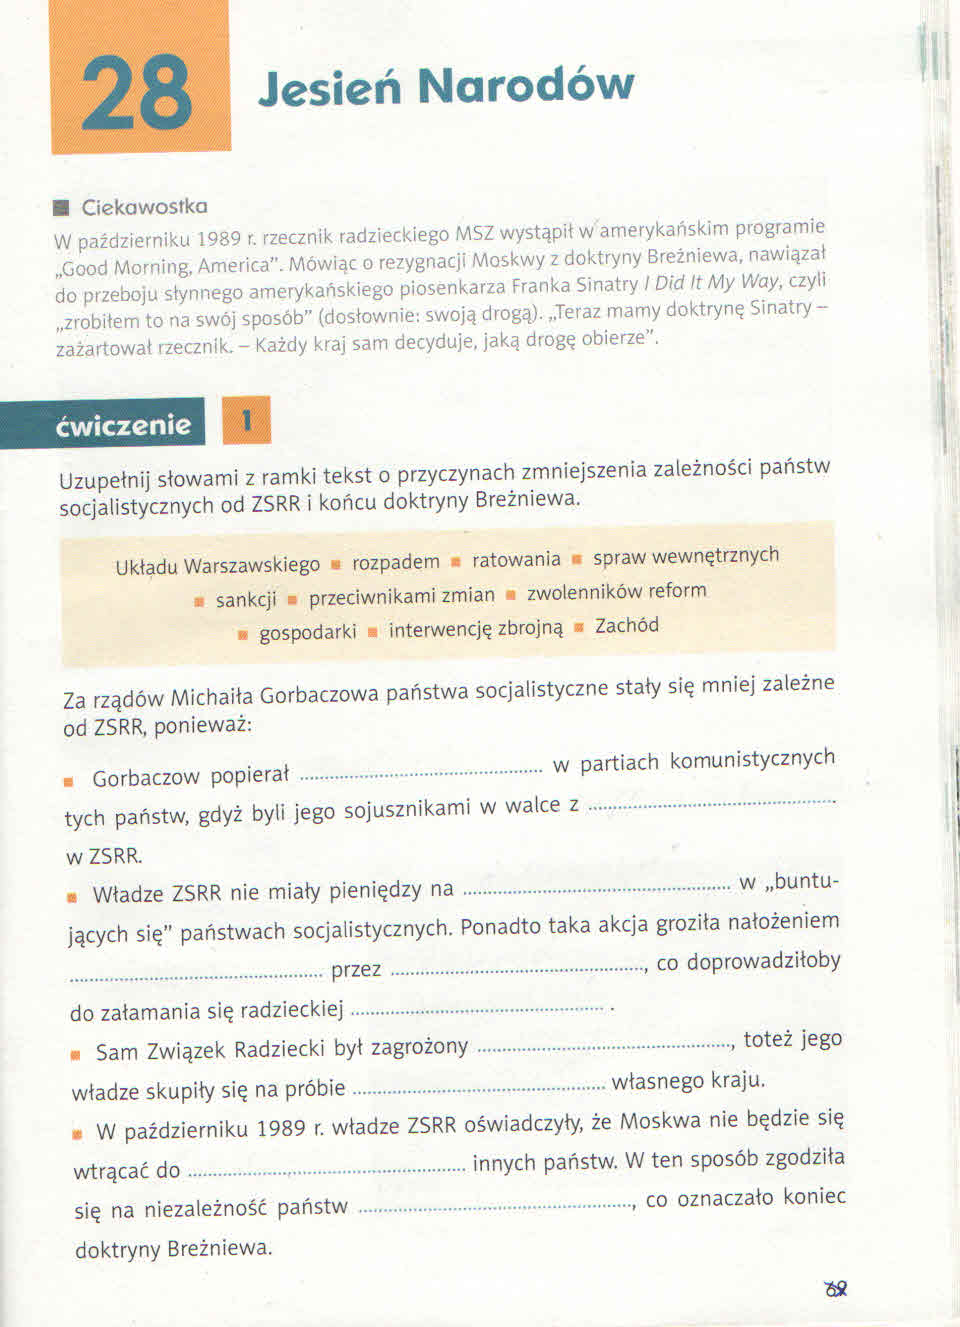 28
Jesień Narodów
Ciekawostka
W październiku 1989 r. rzecznik radzieckiego MSZ wystąpił w amerykańskim programie
„Good Morning, America”. Mówiąc o rezygnacji Moskwy z doktryny Breżniewa, nawiązał
do przeboju słynnego amerykańskiego piosenkarza Franka Sinatry I Did It My Way, czyli
„zrobiłem to na swój sposób” (dosłownie: swoją drogą). „Teraz mamy doktrynę Sinatry –
zażartował rzecznik. – Każdy kraj sam decyduje, jaką drogę obierze”.
ćwiczenie 1
Uzupełnij słowami z ramki tekst o przyczynach zmniejszenia zależności państw
socjalistycznych od ZSRR i końcu doktryny Breżniewa.
Układu Warszawskiego ■ rozpadem ■ ratowania ■ spraw wewnętrznych
■ sankcji ■ przeciwnikami zmian ■ zwolenników reform
■ gospodarki ■ interwencję zbrojną ■ Zachód
Za rządów Michaiła Gorbaczowa państwa socjalistyczne stały się mniej zależne
od ZSRR, ponieważ:
■ Gorbaczow popierał ........................................ w partiach komunistycznych
tych państw, gdyż byli jego sojusznikami w walce z ........................................
w ZSRR.
■ Władze ZSRR nie miały pieniędzy na ........................................ w „buntu-
jących się” państwach socjalistycznych. Ponadto taka akcja groziła nałożeniem
........................................ przez ........................................, co doprowadziłoby
do załamania się radzieckiej ........................................ .
■ Sam Związek Radziecki był zagrożony ........................................, toteż jego
władze skupiły się na próbie ........................................ własnego kraju.
■ W październiku 1989 r. władze ZSRR oświadczyły, że Moskwa nie będzie się
wtrącać do ........................................ innych państw. W ten sposób zgodziła
się na niezależność państw ........................................, co oznaczało koniec
doktryny Breżniewa.